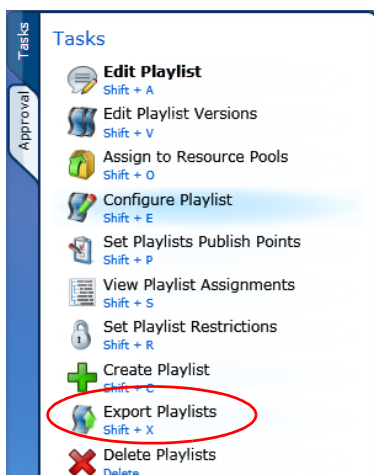 Tasks
Approval
Tasks
Edit Playlist
Shift + A
Edit Playlist Versions
Shift + V
Assign to Resource Pools
Shift + O
Configure Playlist
Shift + E
Set Playlists Publish Points
Shift + P
View Playlist Assignments
Shift + S
Set Playlist Restrictions
Shift + R
Create Playlist
Shift + C
Export Playlists
Shift + X
Delete Playlists
Delete